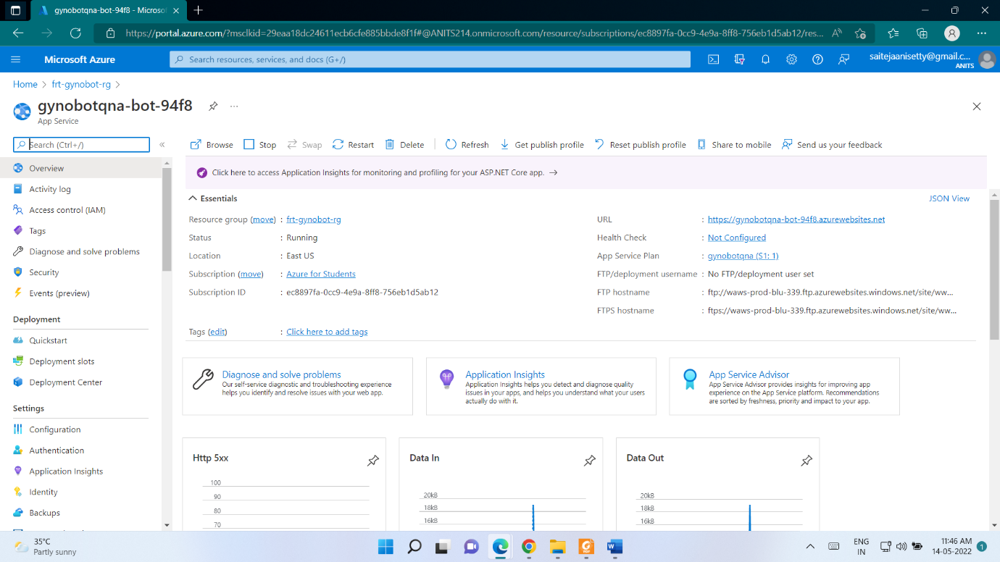 gynobotqna-bot-94f8 - Microsof
https://portal.azure.com/?msclkid=29eaa18dc24611ecb6cfe885bbde8f1f#@ANITS214.onmicrosoft.com/resource/subscriptions/ec8897fa-0cc9-4e9a-8ff8-756eb1d5ab12/res...
Microsoft Azure
Search resources, services, and docs (G+/)
saitejaanisetty@gmail.c...
ANITS
Home > frt-gynobot-rg >
gynobotqna-bot-94f8
App Service
Search (Ctrl+/)
Browse Stop Swap Restart Delete Refresh Get publish profile Reset publish profile Share to mobile Send us your feedback
Overview
Activity log
Access control (IAM)
Tags
Diagnose and solve problems
Security
Events (preview)
Deployment
Quickstart
Deployment slots
Deployment Center
Settings
Configuration
Authentication
Application Insights
Identity
Backups
Click here to access Application Insights for monitoring and profiling for your ASP.NET Core app. →
Essentials
JSON View
Resource group (move) : frt-gynobot-rg
Status : Running
Location : East US
Subscription (move) : Azure for Students
Subscription ID : ec8897fa-0cc9-4e9a-8ff8-756eb1d5ab12
URL : https://gynobotqna-bot-94f8.azurewebsites.net
Health Check : Not Configured
App Service Plan : gynobotqna (S1: 1)
FTP/deployment username : No FTP/deployment user set
FTP hostname : ftp://waws-prod-blu-339.ftp.azurewebsites.windows.net/site/ww...
FTPS hostname : ftps://waws-prod-blu-339.ftp.azurewebsites.windows.net/site/ww...
Tags (edit) : Click here to add tags
Diagnose and solve problems
Our self-service diagnostic and troubleshooting experience
helps you identify and resolve issues with your web app.
Application Insights
Application Insights helps you detect and diagnose quality
issues in your apps, and helps you understand what your users
actually do with it.
App Service Advisor
App Service Advisor provides insights for improving app
experience on the App Service platform. Recommendations
are sorted by freshness, priority and impact to your app.
Http 5xx
100
90
80
70
Data In
20kB
18kB
16kB
Data Out
20kB
18kB
16kB
35°C
Partly sunny
ENG
IN
11:46 AM
14-05-2022
1